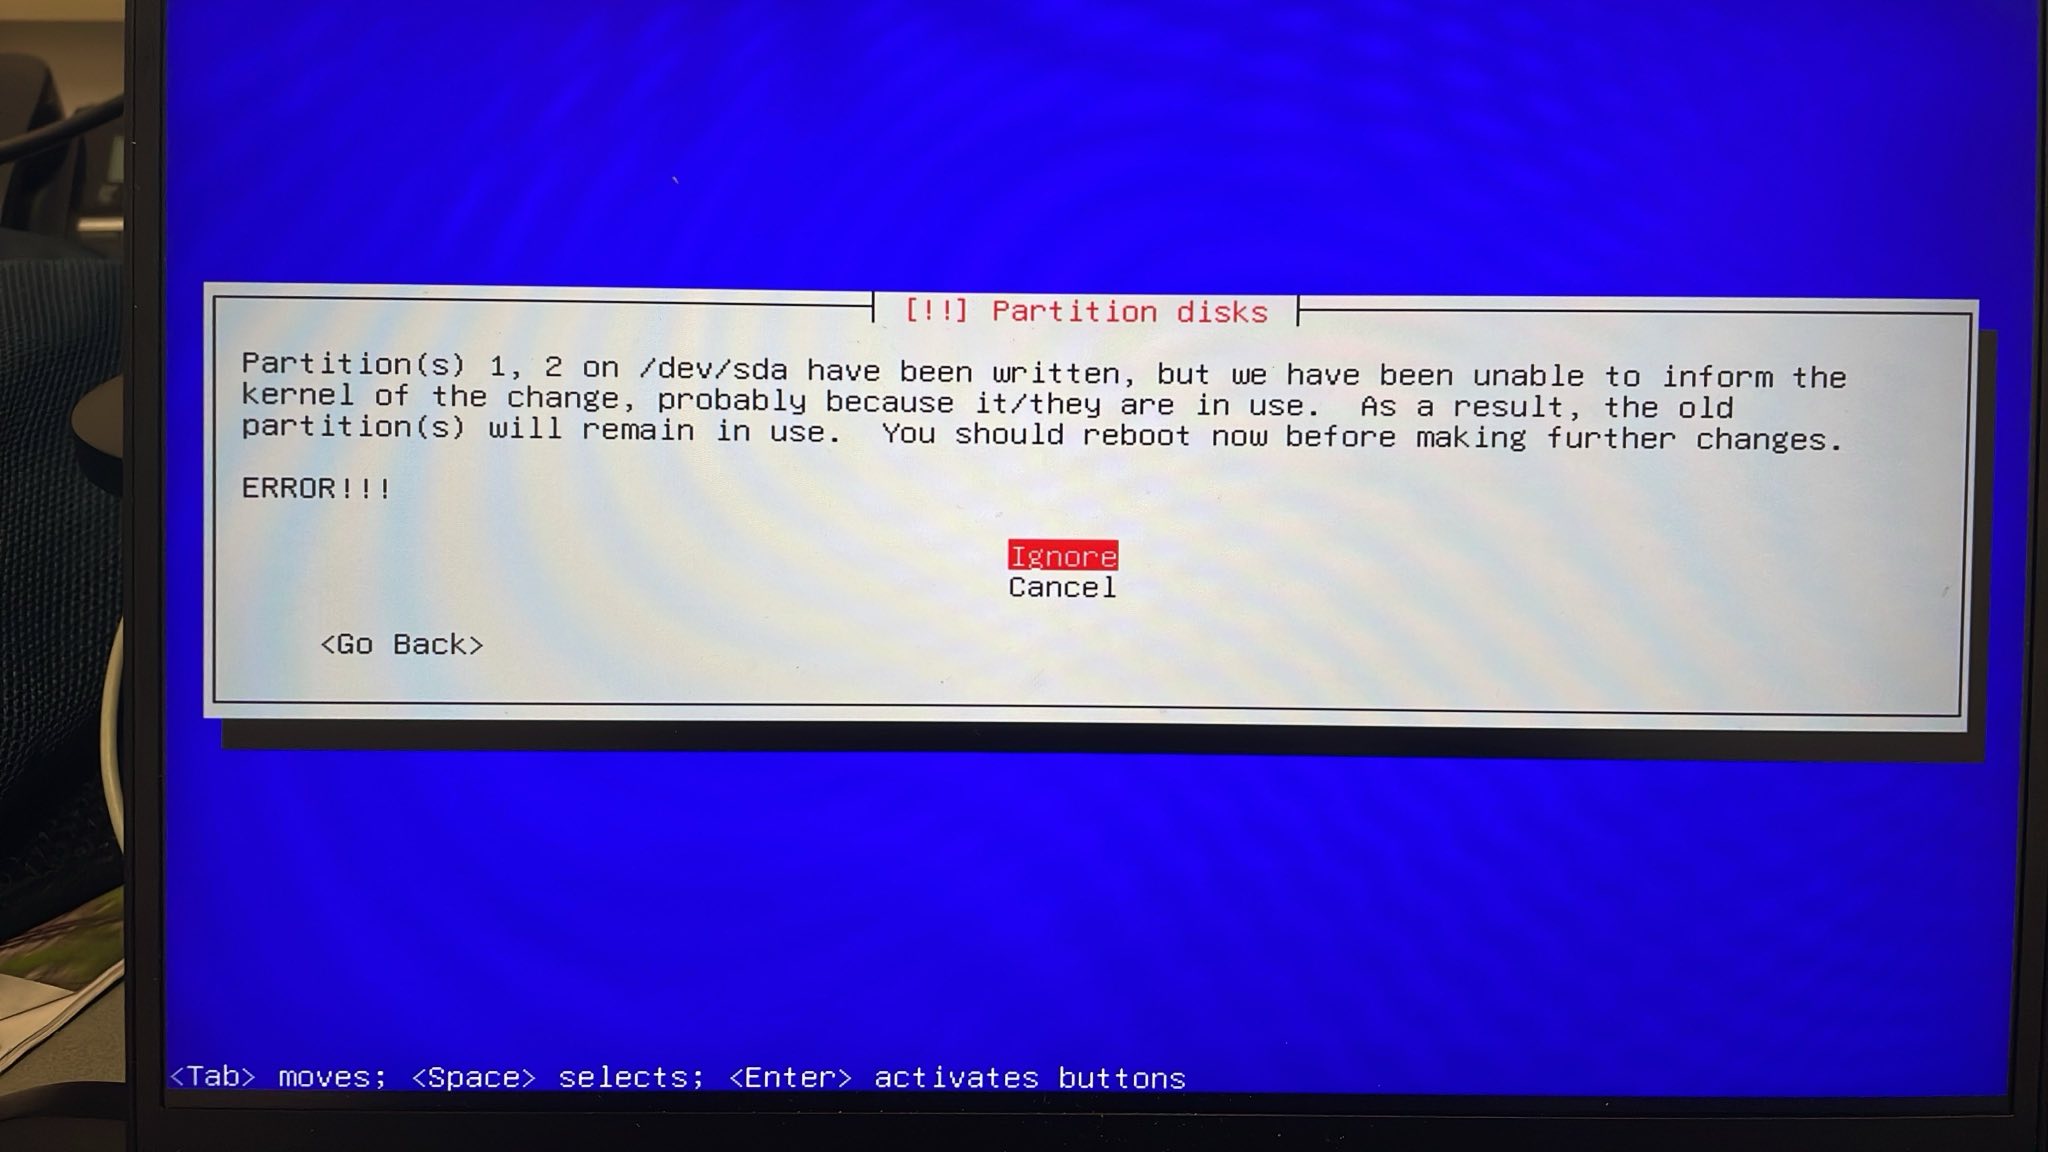 [!!] Partition disks
Partition(s) 1, 2 on /dev/sda have been written, but we have been unable to inform the
kernel of the change, probably because it/they are in use.  As a result, the old
partition(s) will remain in use.  You should reboot now before making further changes.
ERROR!!!
Ignore
Cancel
<Go Back>
<Tab> moves; <Space> selects; <Enter> activates buttons